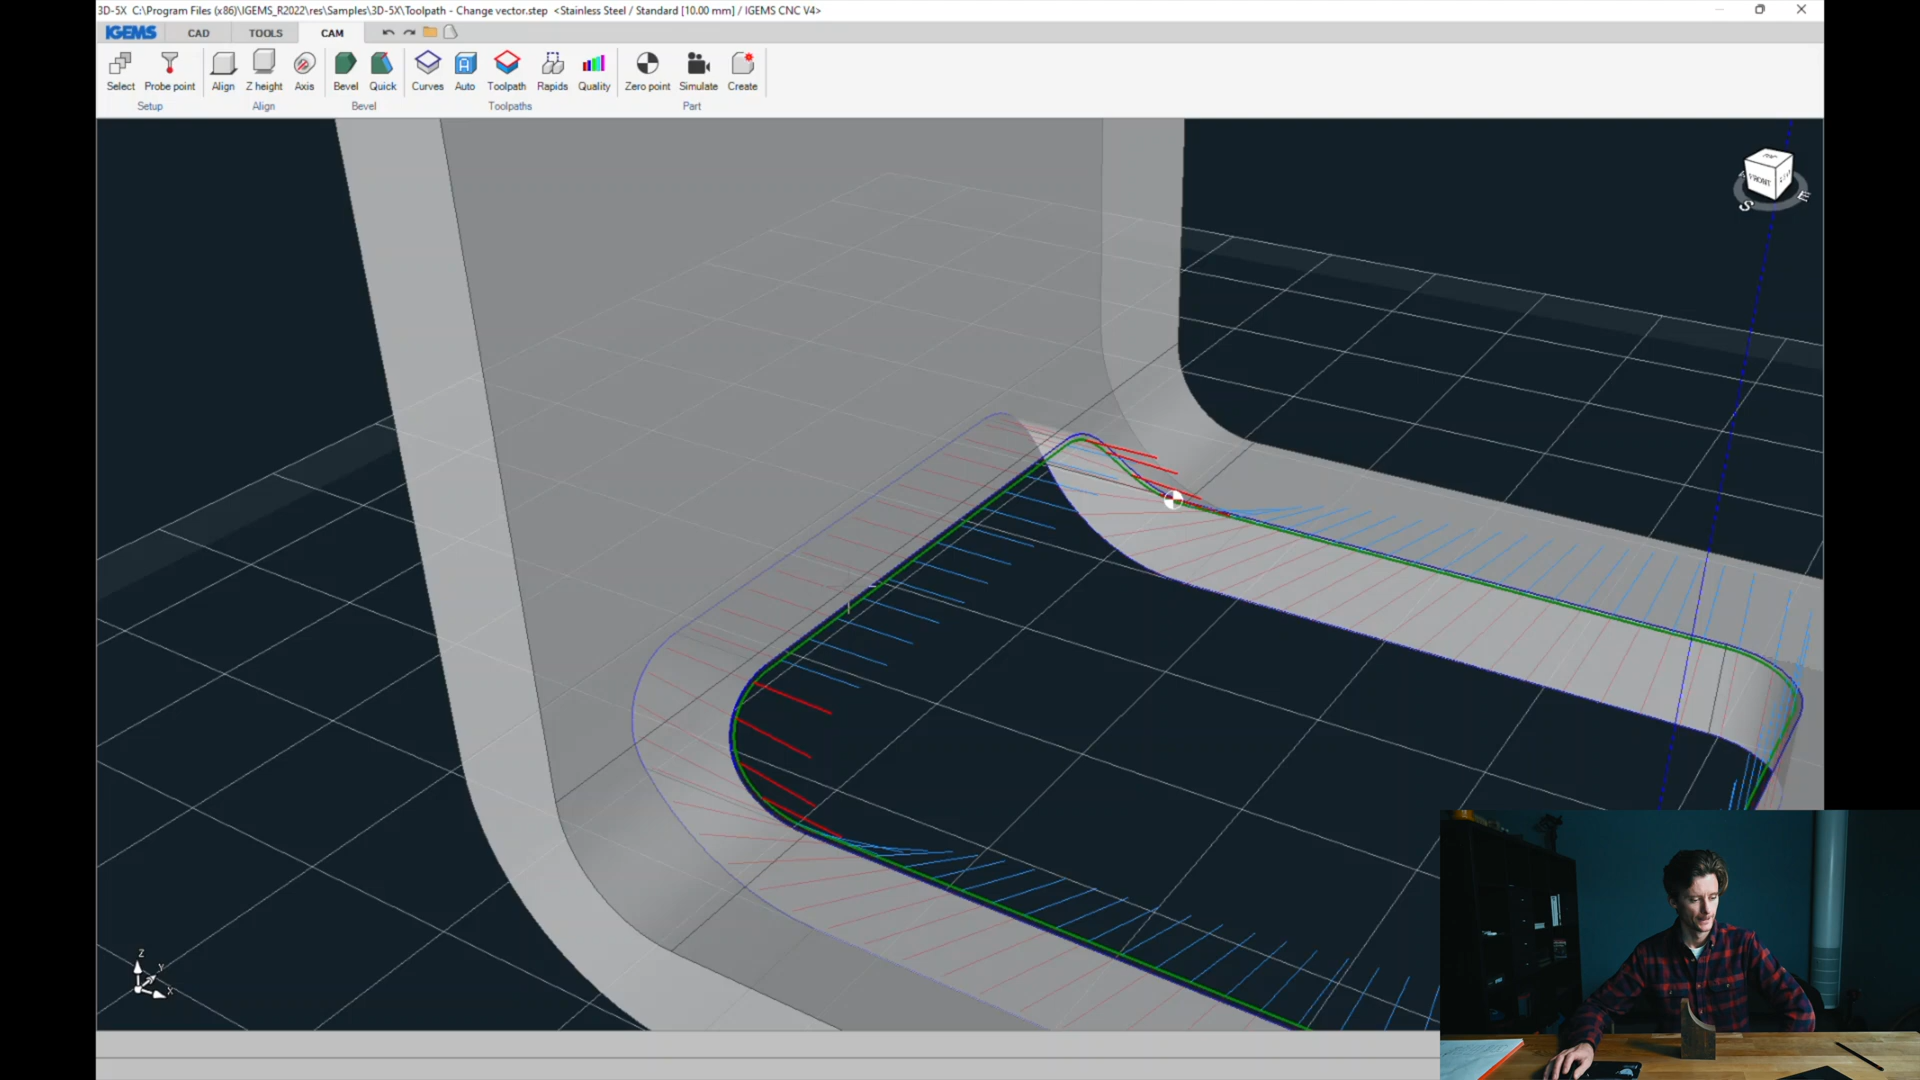 3D-5X C:\Program Files (x86)\IGEMS_R2022\res\Samples\3D-5X\Toolpath - Change vector.step <Stainless Steel / Standard [10.00 mm] / IGEMS CNC V4>
IGEMS CAD TOOLS CAM
Select Probe point Align Z height Axis Bevel Quick Curves Auto Toolpath Rapids Quality Zero point Simulate Create
Setup Align Bevel Toolpaths Part
FRONT
S E
Z
Y
X